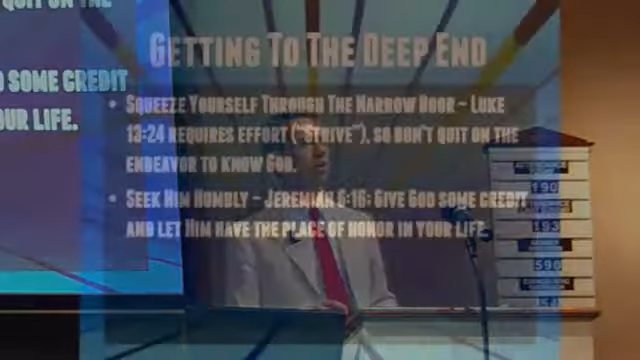 QUIT ON THE
SOME CREDIT
OUR LIFE.
GETTING TO THE DEEP END
• SQUEEZE YOURSELF THROUGH THE NARROW DOOR – LUKE
13:24 REQUIRES EFFORT ("STRIVE"), SO DON'T QUIT ON THE
ENDEAVOR TO KNOW GOD.
• SEEK HIM HUMBLY – JEREMIAH 6:16; GIVE GOD SOME CREDIT
AND LET HIM HAVE THE PLACE OF HONOR IN YOUR LIFE.
190
193
590